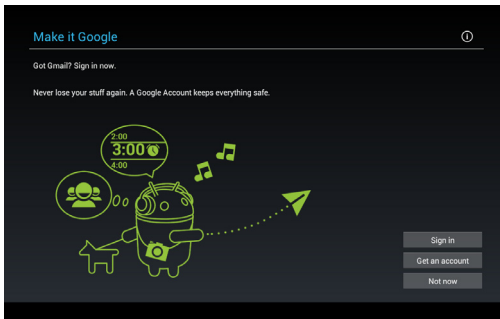 Make it Google
Got Gmail? Sign in now.
Never lose your stuff again. A Google Account keeps everything safe.
2:00
3:00
4:00
Sign in
Get an account
Not now